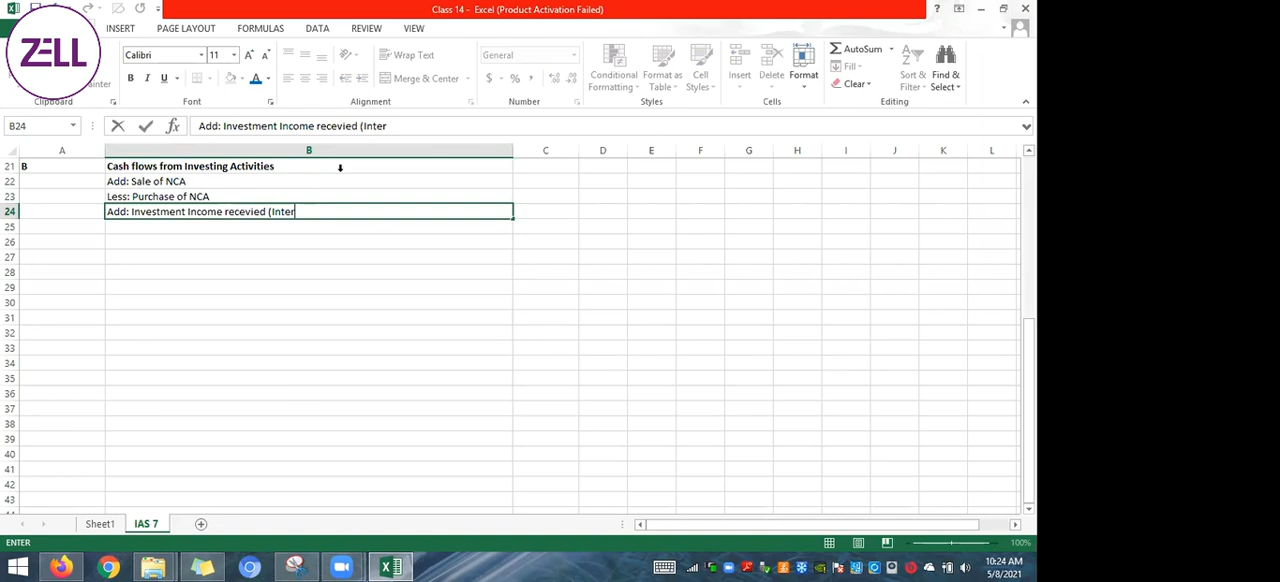 Class 14 - Excel (Product Activation Failed)
ZELL
INSERT PAGE LAYOUT FORMULAS DATA REVIEW VIEW
Calibri 11 Wrap Text General AutoSum
B I U Merge & Center $ % Conditional Formatting Format as Table Cell Styles Insert Delete Format Fill Clear Sort & Filter Find & Select
Clipboard Font Alignment Number Styles Cells Editing
B24 Add: Investment Income recevied (Inter
A B C D E F G H I J K L
21 B Cash flows from Investing Activities
22 Add: Sale of NCA
23 Less: Purchase of NCA
24 Add: Investment Income recevied (Inter
25
26
27
28
29
30
31
32
33
34
35
36
37
38
39
40
41
42
43
Sheet1 IAS 7
ENTER 100%
10:24 AM
5/8/2021